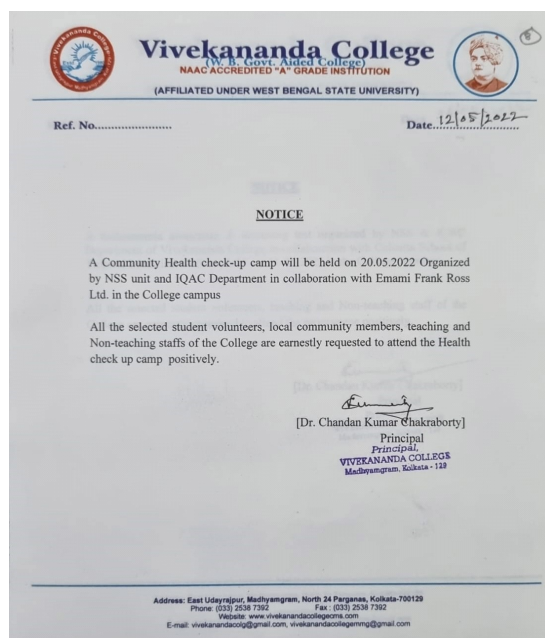 Vivekananda College
(W. B. Govt. Aided College)
NAAC ACCREDITED "A" GRADE INSTITUTION
(AFFILIATED UNDER WEST BENGAL STATE UNIVERSITY)
Ref. No.......................
Date 12/05/2022
NOTICE
A Community Health check-up camp will be held on 20.05.2022 Organized
by NSS unit and IQAC Department in collaboration with Emami Frank Ross
Ltd. in the College campus
All the selected student volunteers, local community members, teaching and
Non-teaching staffs of the College are earnestly requested to attend the Health
check up camp positively.
[Dr. Chandan Kumar Chakraborty]
Principal
Principal,
VIVEKANANDA COLLEGE
Madhyamgram, Kolkata - 129
Address: East Udayrajpur, Madhyamgram, North 24 Parganas, Kolkata-700129
Phone: (033) 2538 7392 Fax : (033) 2538 7392
Website: www.vivekanandacollegecms.com
E-mail: vivekanandacolg@gmail.com, vivekanandacollegemmg@gmail.com